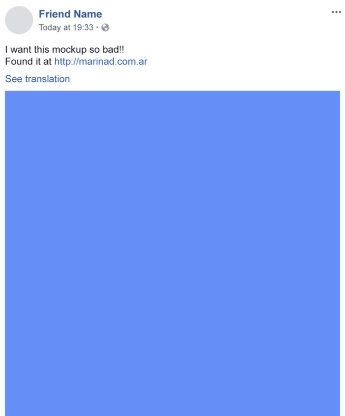 Friend Name
Today at 19:33 ·
I want this mockup so bad!!
Found it at http://marinad.com.ar
See translation